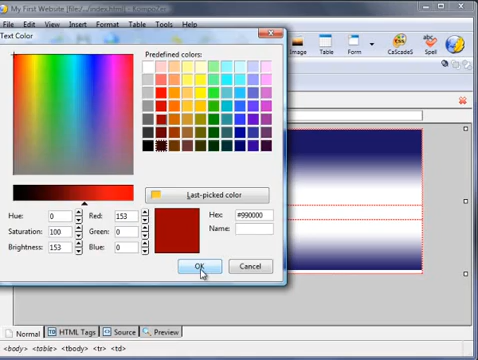 My First Website [file:///.../index.html] - KompoZer
File Edit View Insert Format Table Tools Help
Text Color
Predefined colors:
Image Table Form CaScadeS Spell
Last-picked color
Hue: 0 Red: 153 Hex: #990000
Saturation: 100 Green: 0 Name:
Brightness: 153 Blue: 0
OK Cancel
Normal HTML Tags Source Preview
<body> <table> <tbody> <tr> <td>